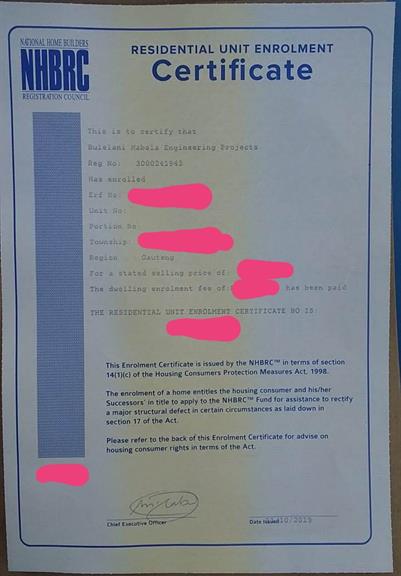 NATIONAL HOME BUILDERS
NHBRC
REGISTRATION COUNCIL
RESIDENTIAL UNIT ENROLMENT
Certificate
This is to certify that
Bulelani Mabala Engineering Projects
Reg No: 3000241942
Has enrolled
Erf No:
Unit No:
Portion No
Township:
Region Gauteng
For a stated selling price of:
The dwelling enrolment fee of: has been paid
THE RESIDENTIAL UNIT ENROLMENT CERTIFICATE NO IS:
This Enrolment Certificate is issued by the NHBRC™ in terms of section
14(1)(c) of the Housing Consumers Protection Measures Act, 1998.
The enrolment of a home entitles the housing consumer and his/her
Successors' in title to apply to the NHBRC™ Fund for assistance to rectify
a major structural defect in certain circumstances as laid down in
section 17 of the Act.
Please refer to the back of this Enrolment Certificate for advise on
housing consumer rights in terms of the Act.
Chief Executive Officer
Date Issued /10/2019